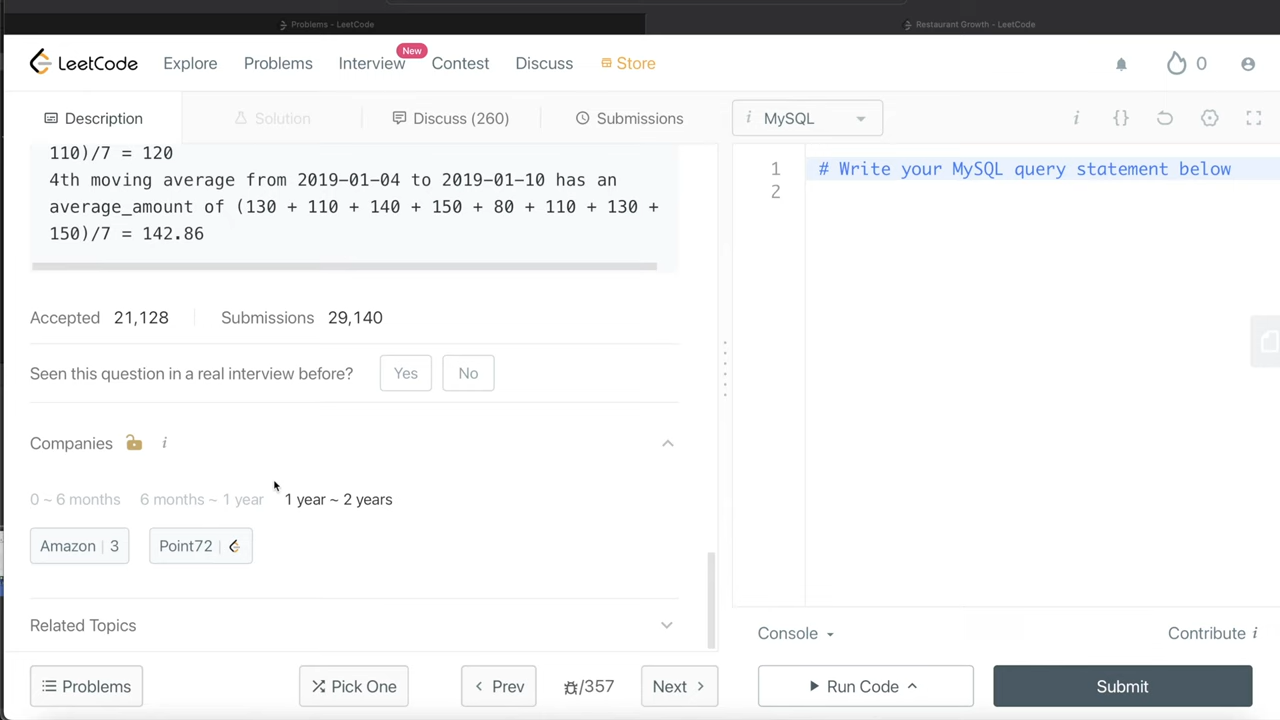 Problems - LeetCode
Restaurant Growth - LeetCode
LeetCode
Explore
Problems
Interview
New
Contest
Discuss
Store
0
Description
Solution
Discuss (260)
Submissions
i MySQL
i {}
110)/7 = 120
4th moving average from 2019-01-04 to 2019-01-10 has an
average_amount of (130 + 110 + 140 + 150 + 80 + 110 + 130 +
150)/7 = 142.86
1 # Write your MySQL query statement below
2
Accepted 21,128 Submissions 29,140
Seen this question in a real interview before? Yes No
Companies i
0 ~ 6 months 6 months ~ 1 year 1 year ~ 2 years
Amazon | 3 Point72
Related Topics
Console
Contribute i
Problems
Pick One
Prev
/357
Next
Run Code
Submit